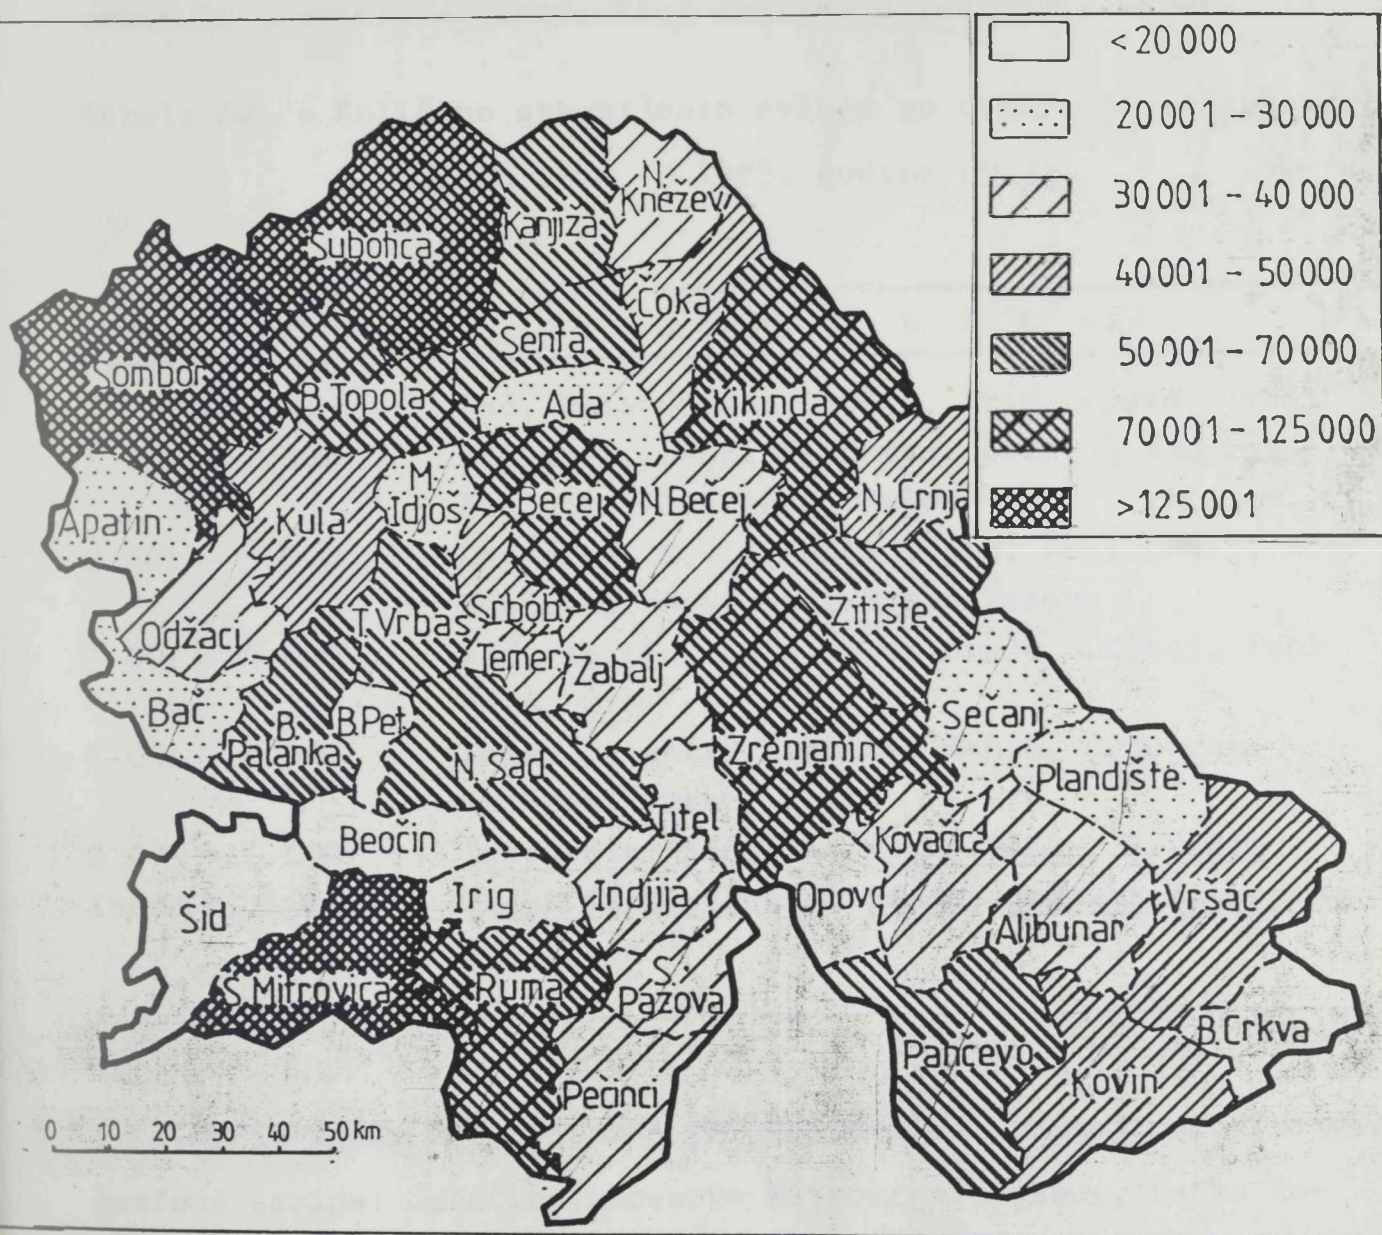 < 20 000
20 001 – 30 000
30 001 – 40 000
40 001 – 50 000
50 001 – 70 000
70 001 – 125 000
> 125 001
N.
Knežev.
Kanjiža
Subotica
Čoka
Senta
Sombor
B. Topola
Ada
Kikinda
M.
Idjoš
Bečej
N. Bečej
N. Crnja
Apatin
Kula
Srbob.
Žitište
Odžaci
T. Vrbas
Temer.
Žabalj
Bač
B. Pet.
Sečanj
B.
Palanka
N. Sad
Zrenjanin
Plandište
Titel
Beočin
Kovačica
Šid
Irig
Indjija
Opovo
Alibunar
Vršac
S. Mitrovica
Ruma
S.
Pazova
B. Crkva
Pančevo
Kovin
Pećinci
0 10 20 30 40 50 km